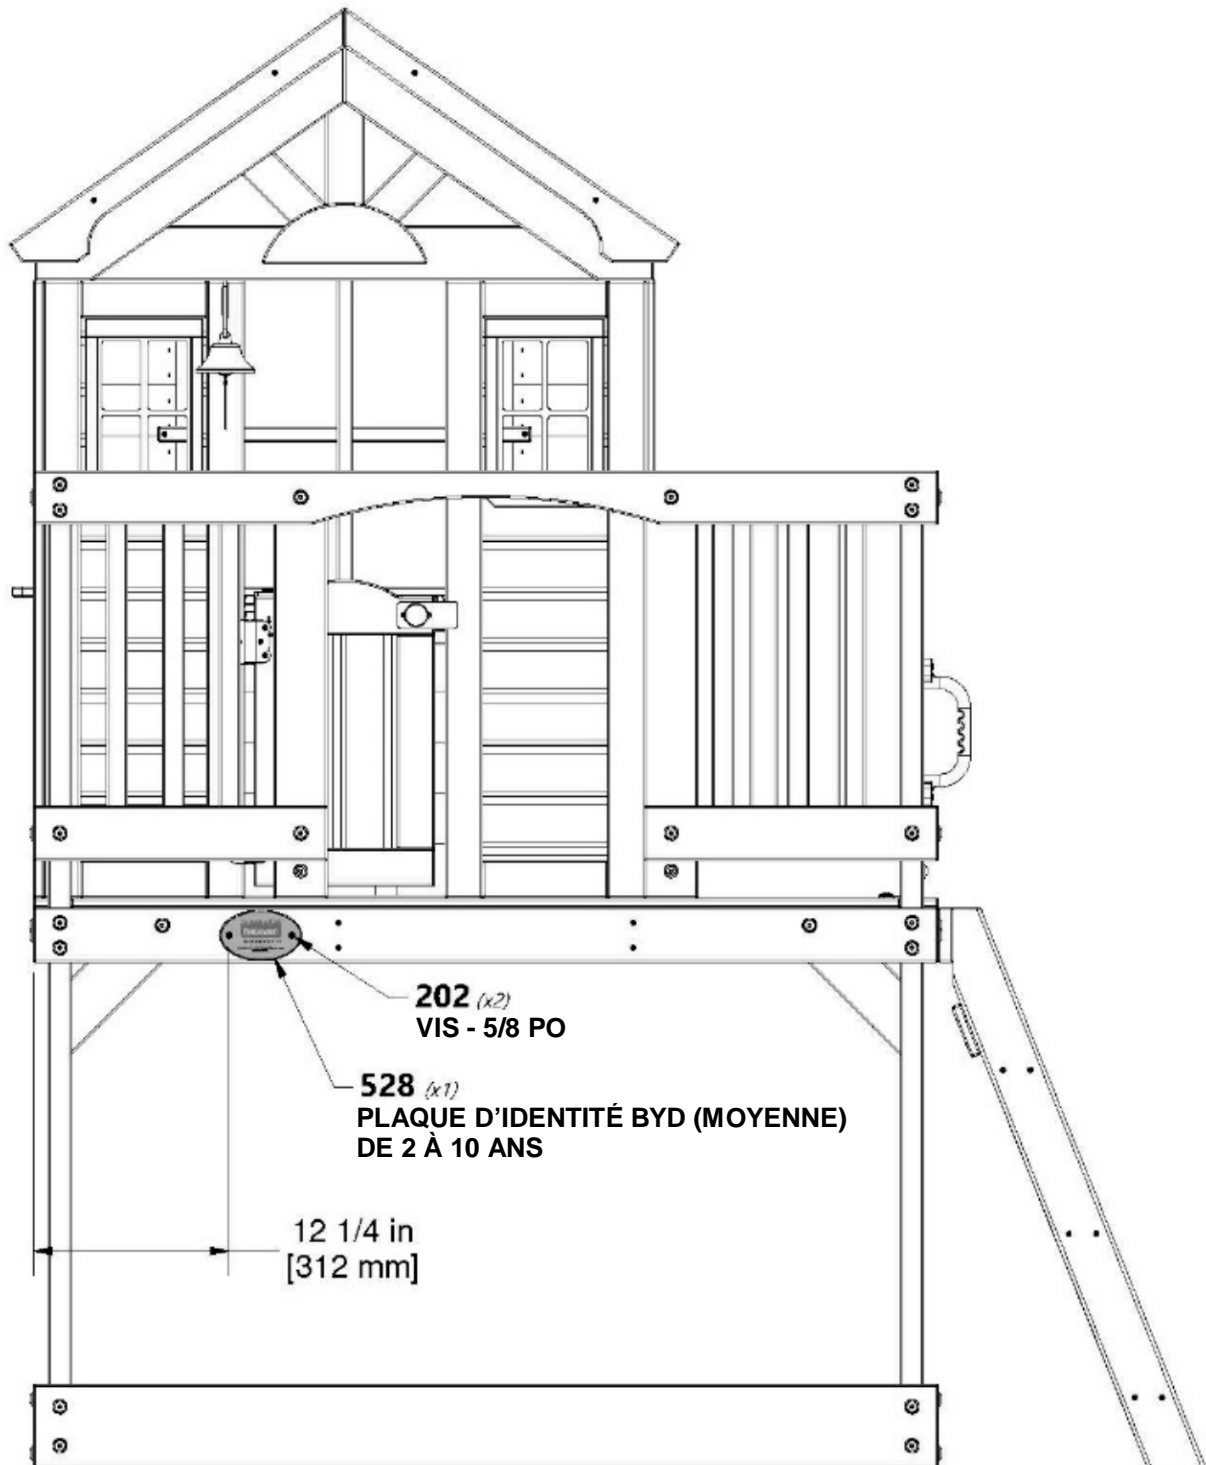 202 (x2)
VIS - 5/8 PO
528 (x1)
PLAQUE D’IDENTITÉ BYD (MOYENNE)
DE 2 À 10 ANS
12 1/4 in
[312 mm]